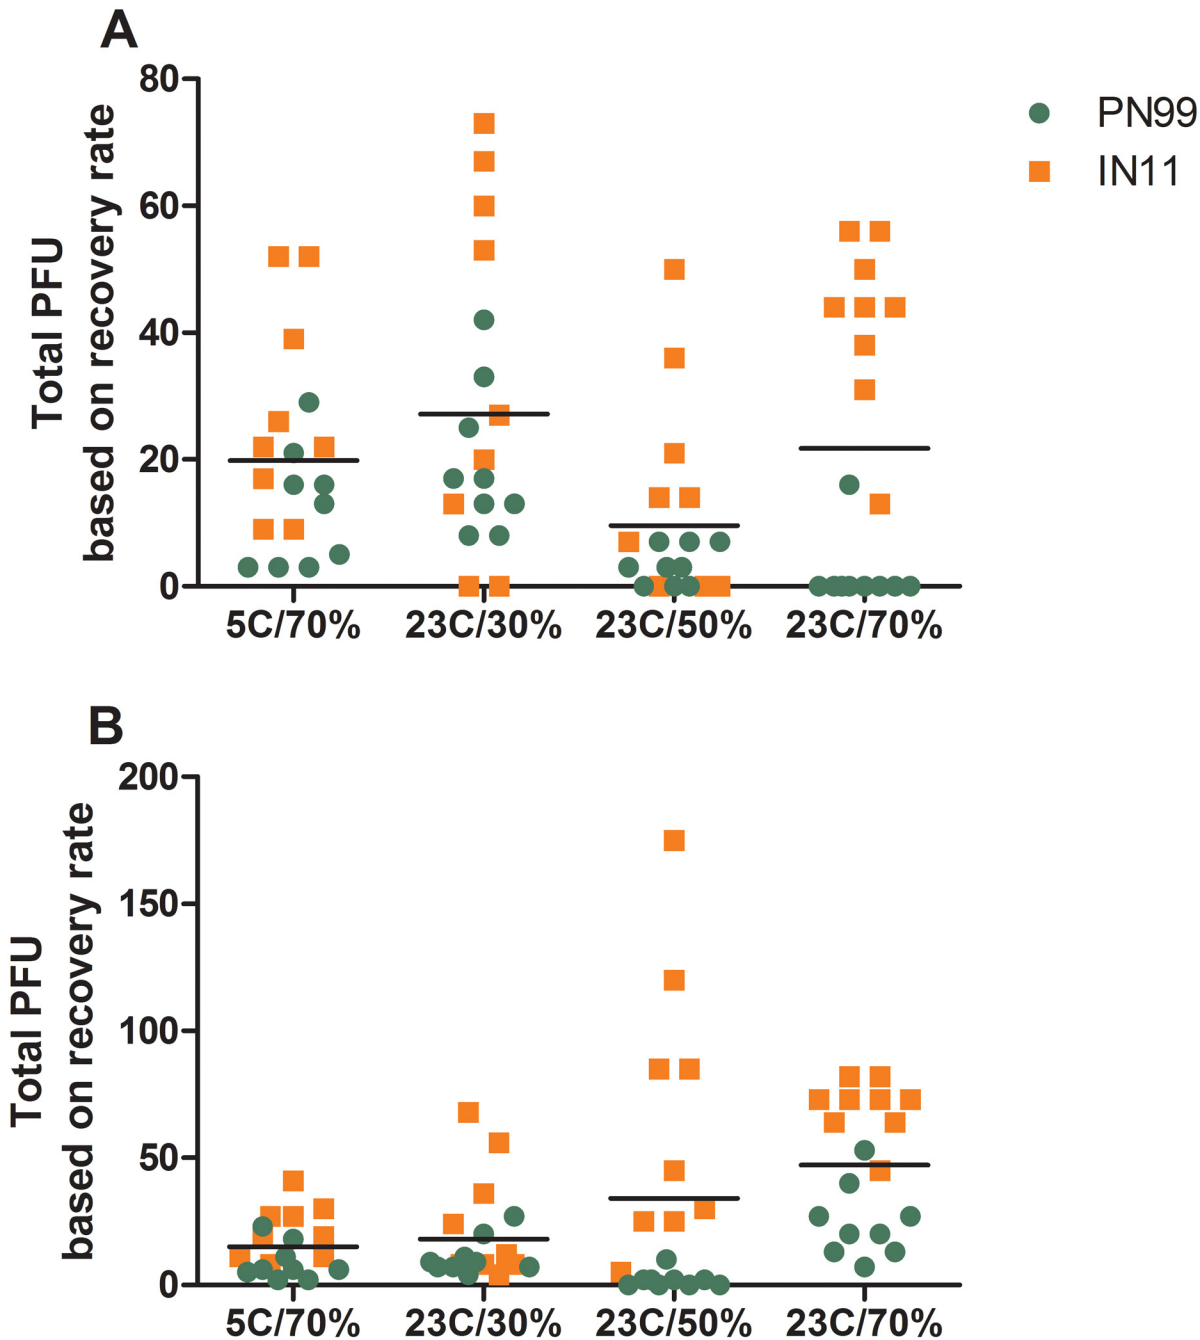 A
Total PFU
based on recovery rate
80
60
40
20
0
5C/70% 23C/30% 23C/50% 23C/70%
PN99
IN11
B
Total PFU
based on recovery rate
200
150
100
50
0
5C/70% 23C/30% 23C/50% 23C/70%